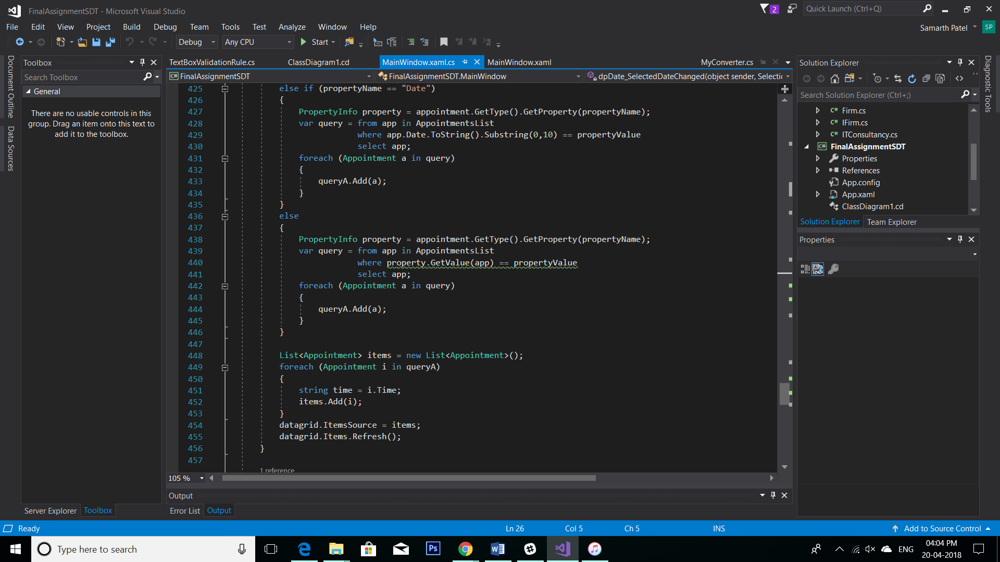 FinalAssignmentSDT - Microsoft Visual Studio
2
Quick Launch (Ctrl+Q)
File Edit View Project Build Debug Team Tools Test Analyze Window Help
Samarth Patel SP
Debug Any CPU Start
Document Outline
Data Sources
Toolbox
Search Toolbox
General
There are no usable controls in this
group. Drag an item onto this text to
add it to the toolbox.
Server Explorer Toolbox
TextBoxValidationRule.cs ClassDiagram1.cd MainWindow.xaml.cs MainWindow.xaml MyConverter.cs
FinalAssignmentSDT FinalAssignmentSDT.MainWindow dpDate_SelectedDateChanged(object sender, Selectic
425 else if (propertyName == "Date")
426 {
427 PropertyInfo property = appointment.GetType().GetProperty(propertyName);
428 var query = from app in AppointmentsList
429 where app.Date.ToString().Substring(0,10) == propertyValue
430 select app;
431 foreach (Appointment a in query)
432 {
433 queryA.Add(a);
434 }
435 }
436 else
437 {
438 PropertyInfo property = appointment.GetType().GetProperty(propertyName);
439 var query = from app in AppointmentsList
440 where property.GetValue(app) == propertyValue
441 select app;
442 foreach (Appointment a in query)
443 {
444 queryA.Add(a);
445 }
446 }
447
448 List<Appointment> items = new List<Appointment>();
449 foreach (Appointment i in queryA)
450 {
451 string time = i.Time;
452 items.Add(i);
453 }
454 datagrid.ItemsSource = items;
455 datagrid.Items.Refresh();
456 }
457
1 reference
105 %
Output
Error List Output
Solution Explorer
Search Solution Explorer (Ctrl+;)
C# Firm.cs
C# IFirm.cs
C# ITConsultancy.cs
C# FinalAssignmentSDT
Properties
References
App.config
App.xaml
ClassDiagram1.cd
Solution Explorer Team Explorer
Properties
Diagnostic Tools
Ready Ln 26 Col 5 Ch 5 INS Add to Source Control
Type here to search
Ps
ENG
04:04 PM
20-04-2018